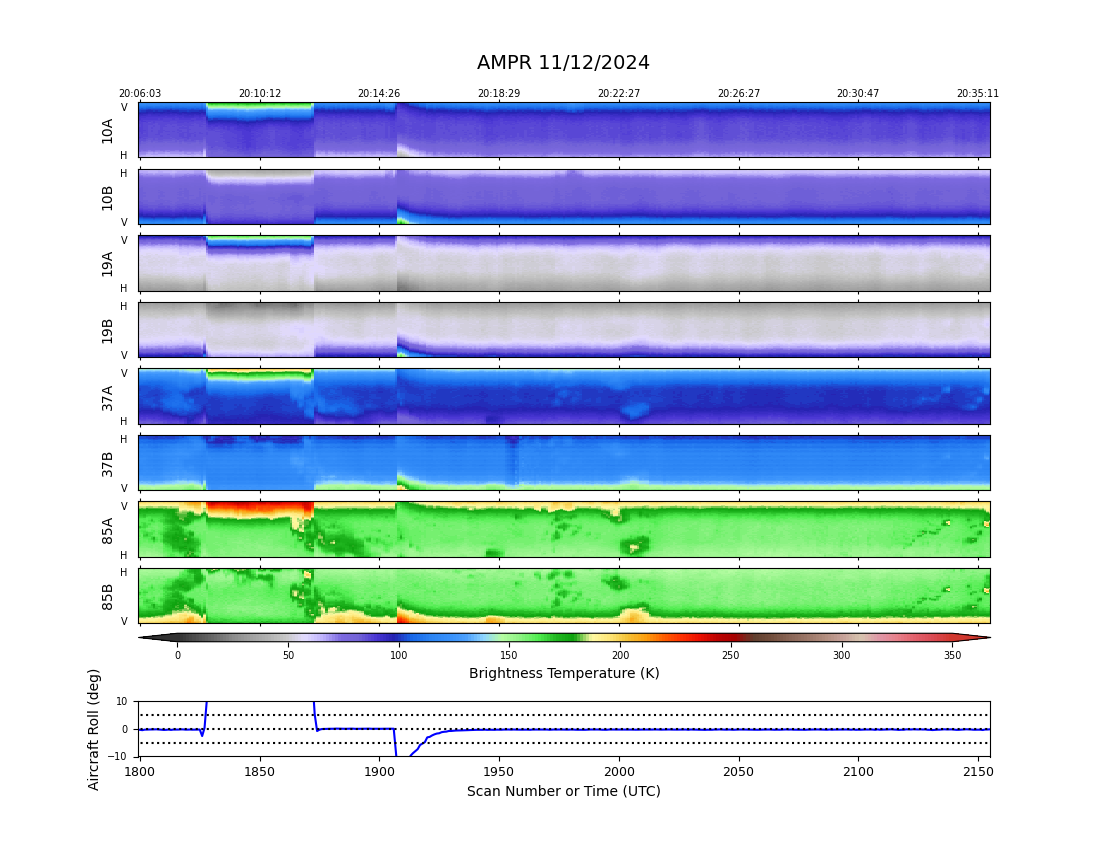 AMPR 11/12/2024
20:06:03 20:10:12 20:14:26 20:18:29 20:22:27 20:26:27 20:30:47 20:35:11
V
10A
H
H
10B
V
V
19A
H
H
19B
V
V
37A
H
H
37B
V
V
85A
H
H
85B
V
0 50 100 150 200 250 300 350
Brightness Temperature (K)
Aircraft Roll (deg)
10
0
−10
1800 1850 1900 1950 2000 2050 2100 2150
Scan Number or Time (UTC)